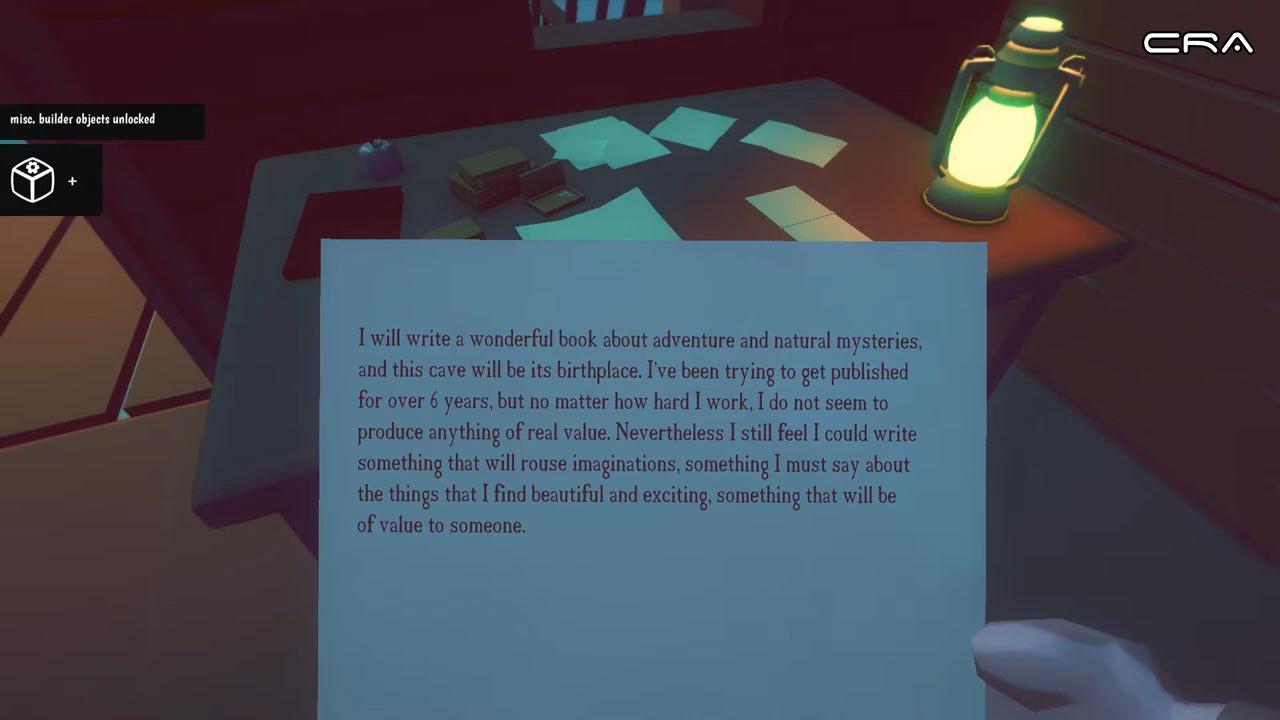 CRA
misc. builder objects unlocked
+
I will write a wonderful book about adventure and natural mysteries,
and this cave will be its birthplace. I've been trying to get published
for over 6 years, but no matter how hard I work, I do not seem to
produce anything of real value. Nevertheless I still feel I could write
something that will rouse imaginations, something I must say about
the things that I find beautiful and exciting, something that will be
of value to someone.